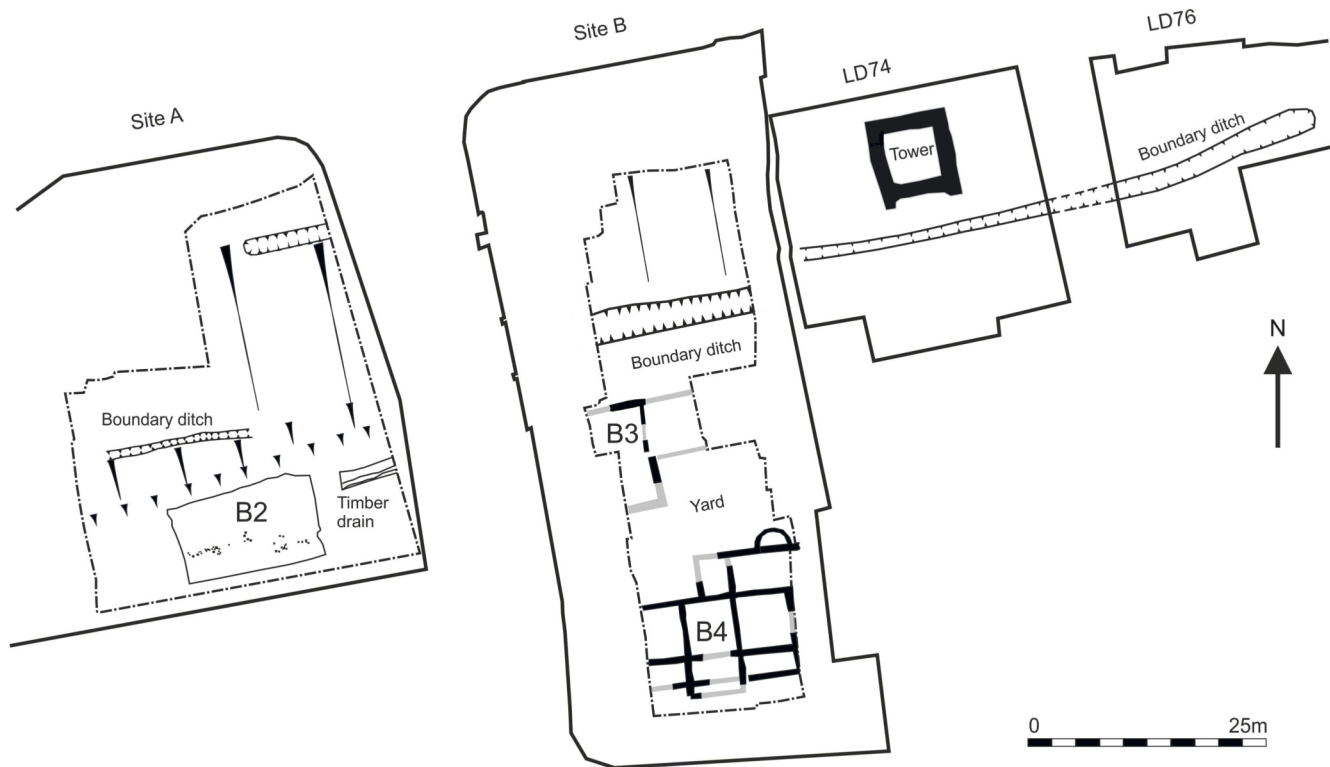 Site A
Site B
LD74
LD76
Tower
Boundary ditch
N
Boundary ditch
Boundary ditch
B2
Timber
drain
B3
Yard
B4
0 25m